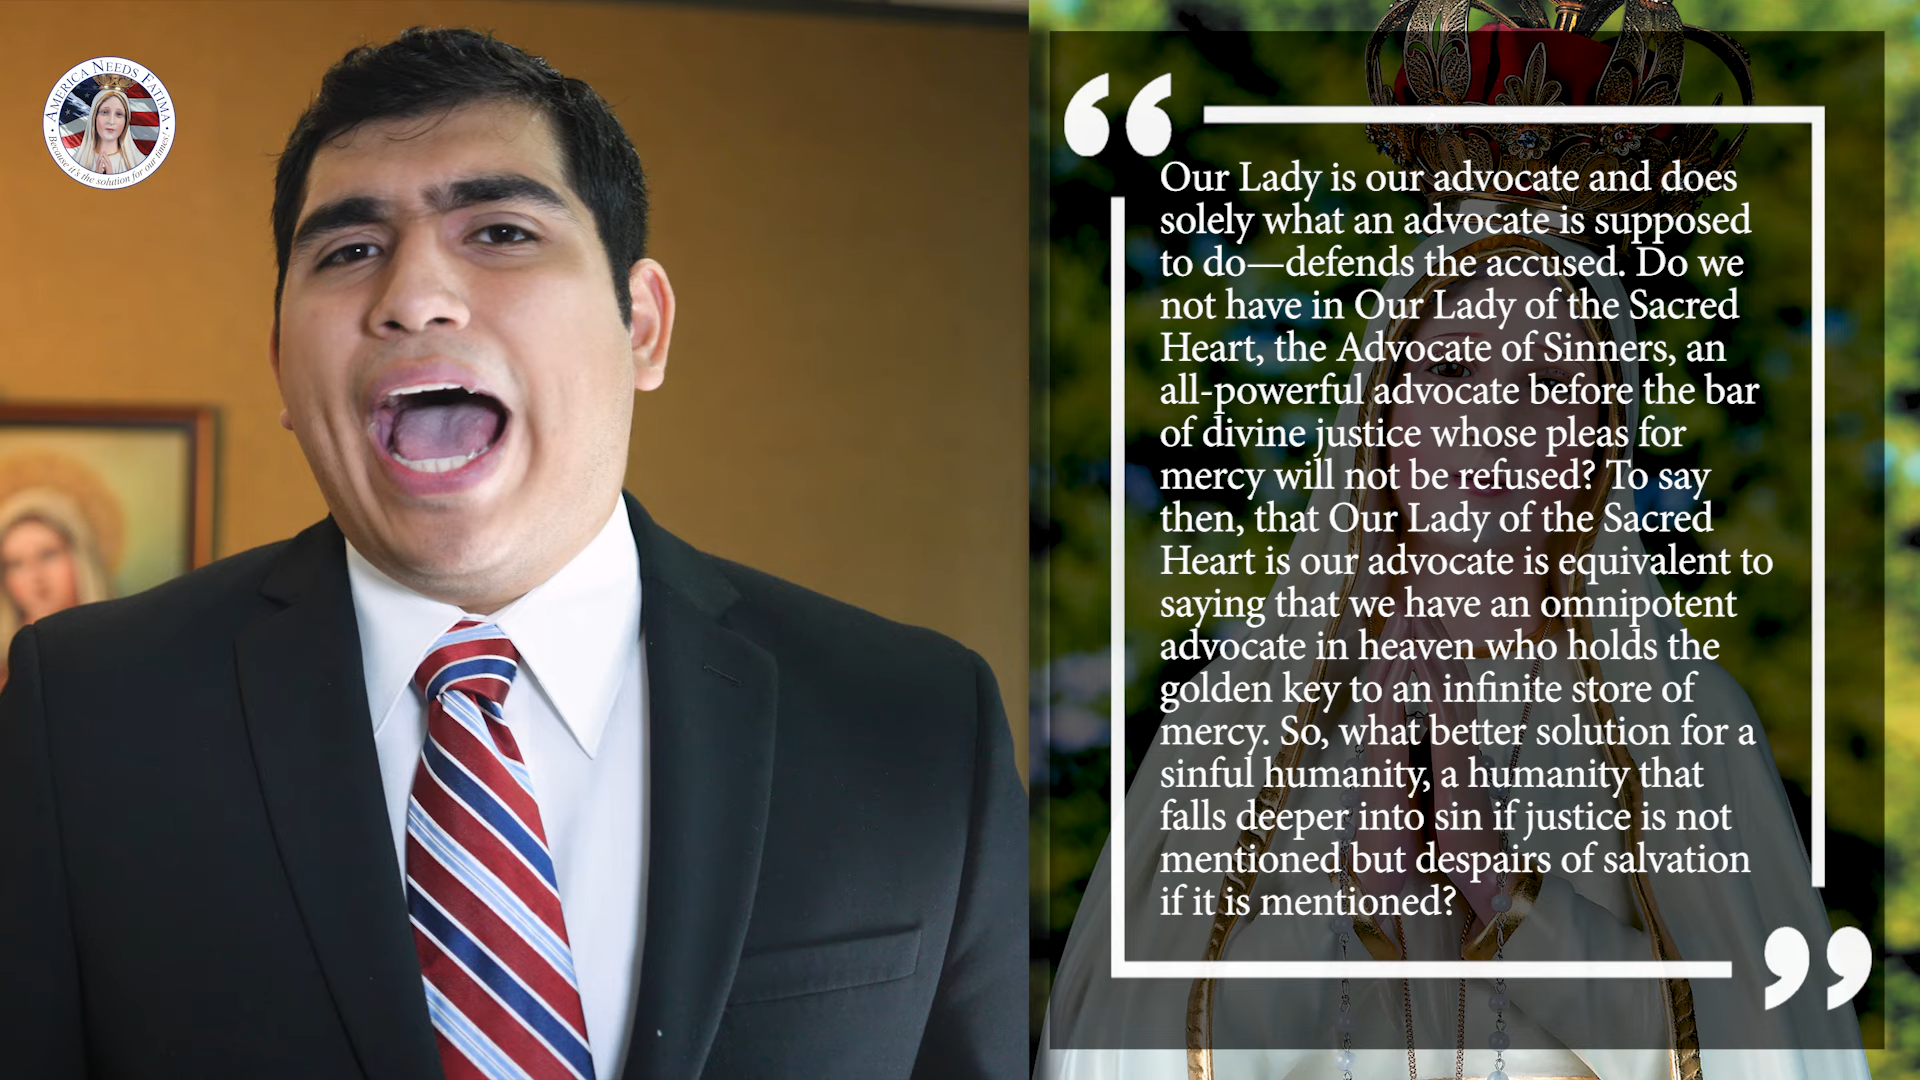 AMERICA NEEDS FATIMA
Because it's the solution for our times!
“
Our Lady is our advocate and does
solely what an advocate is supposed
to do—defends the accused. Do we
not have in Our Lady of the Sacred
Heart, the Advocate of Sinners, an
all-powerful advocate before the bar
of divine justice whose pleas for
mercy will not be refused? To say
then, that Our Lady of the Sacred
Heart is our advocate is equivalent to
saying that we have an omnipotent
advocate in heaven who holds the
golden key to an infinite store of
mercy. So, what better solution for a
sinful humanity, a humanity that
falls deeper into sin if justice is not
mentioned but despairs of salvation
if it is mentioned?
”